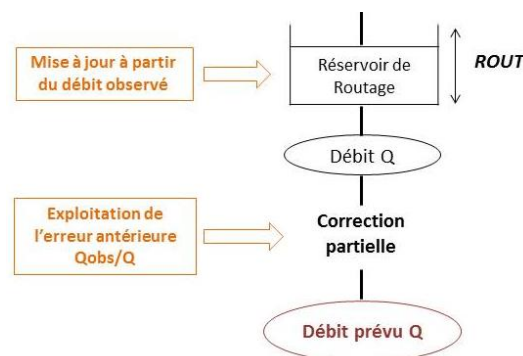 Mise à jour à partir
du débit observé
Réservoir de
Routage
ROUT
Débit Q
Exploitation de
l'erreur antérieure
Qobs/Q
Correction
partielle
Débit prévu Q